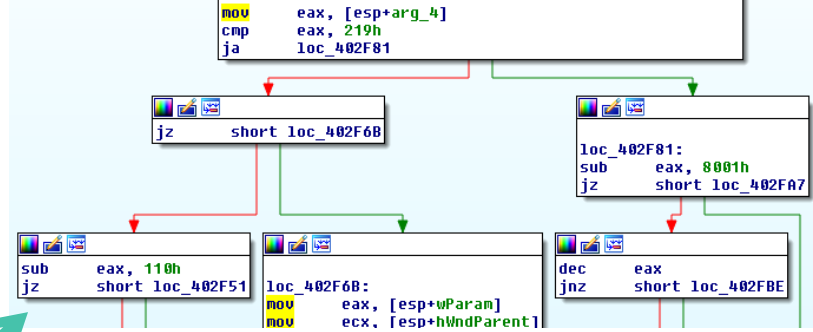 mov eax, [esp+arg_4]
cmp eax, 219h
ja loc_402F81
jz short loc_402F6B
loc_402F81:
sub eax, 8001h
jz short loc_402FA7
sub eax, 110h
jz short loc_402F51
loc_402F6B:
mov eax, [esp+wParam]
mov ecx, [esp+hWndParent]
dec eax
jnz short loc_402FBE